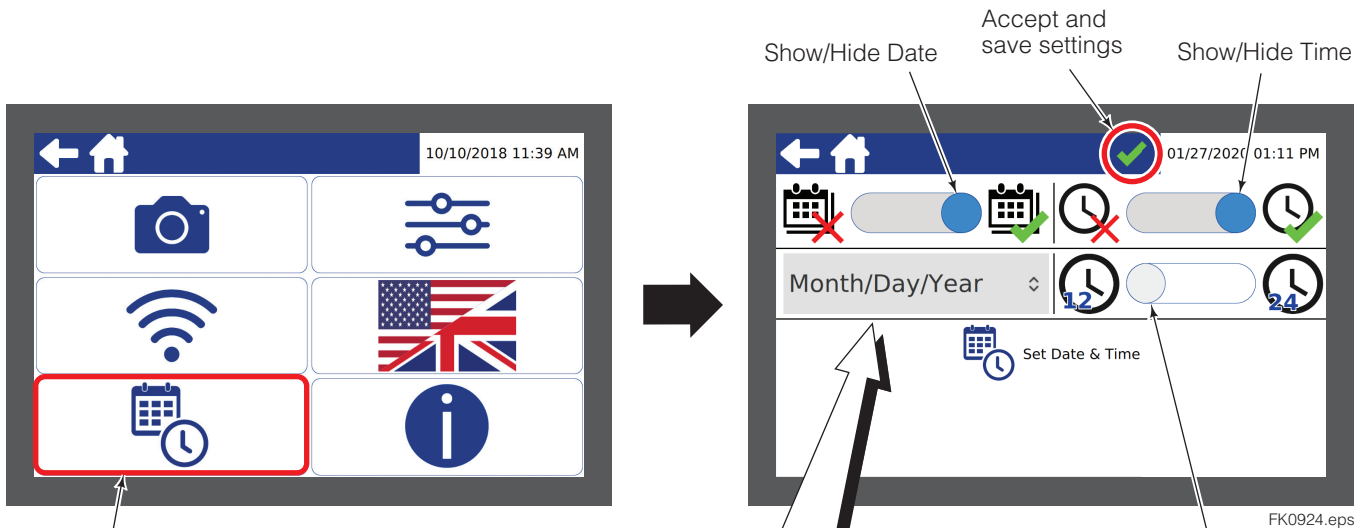 Accept and
save settings
Show/Hide Date
Show/Hide Time
10/10/2018 11:39 AM
01/27/2020 01:11 PM
Month/Day/Year
12
24
Set Date & Time
FK0924.eps